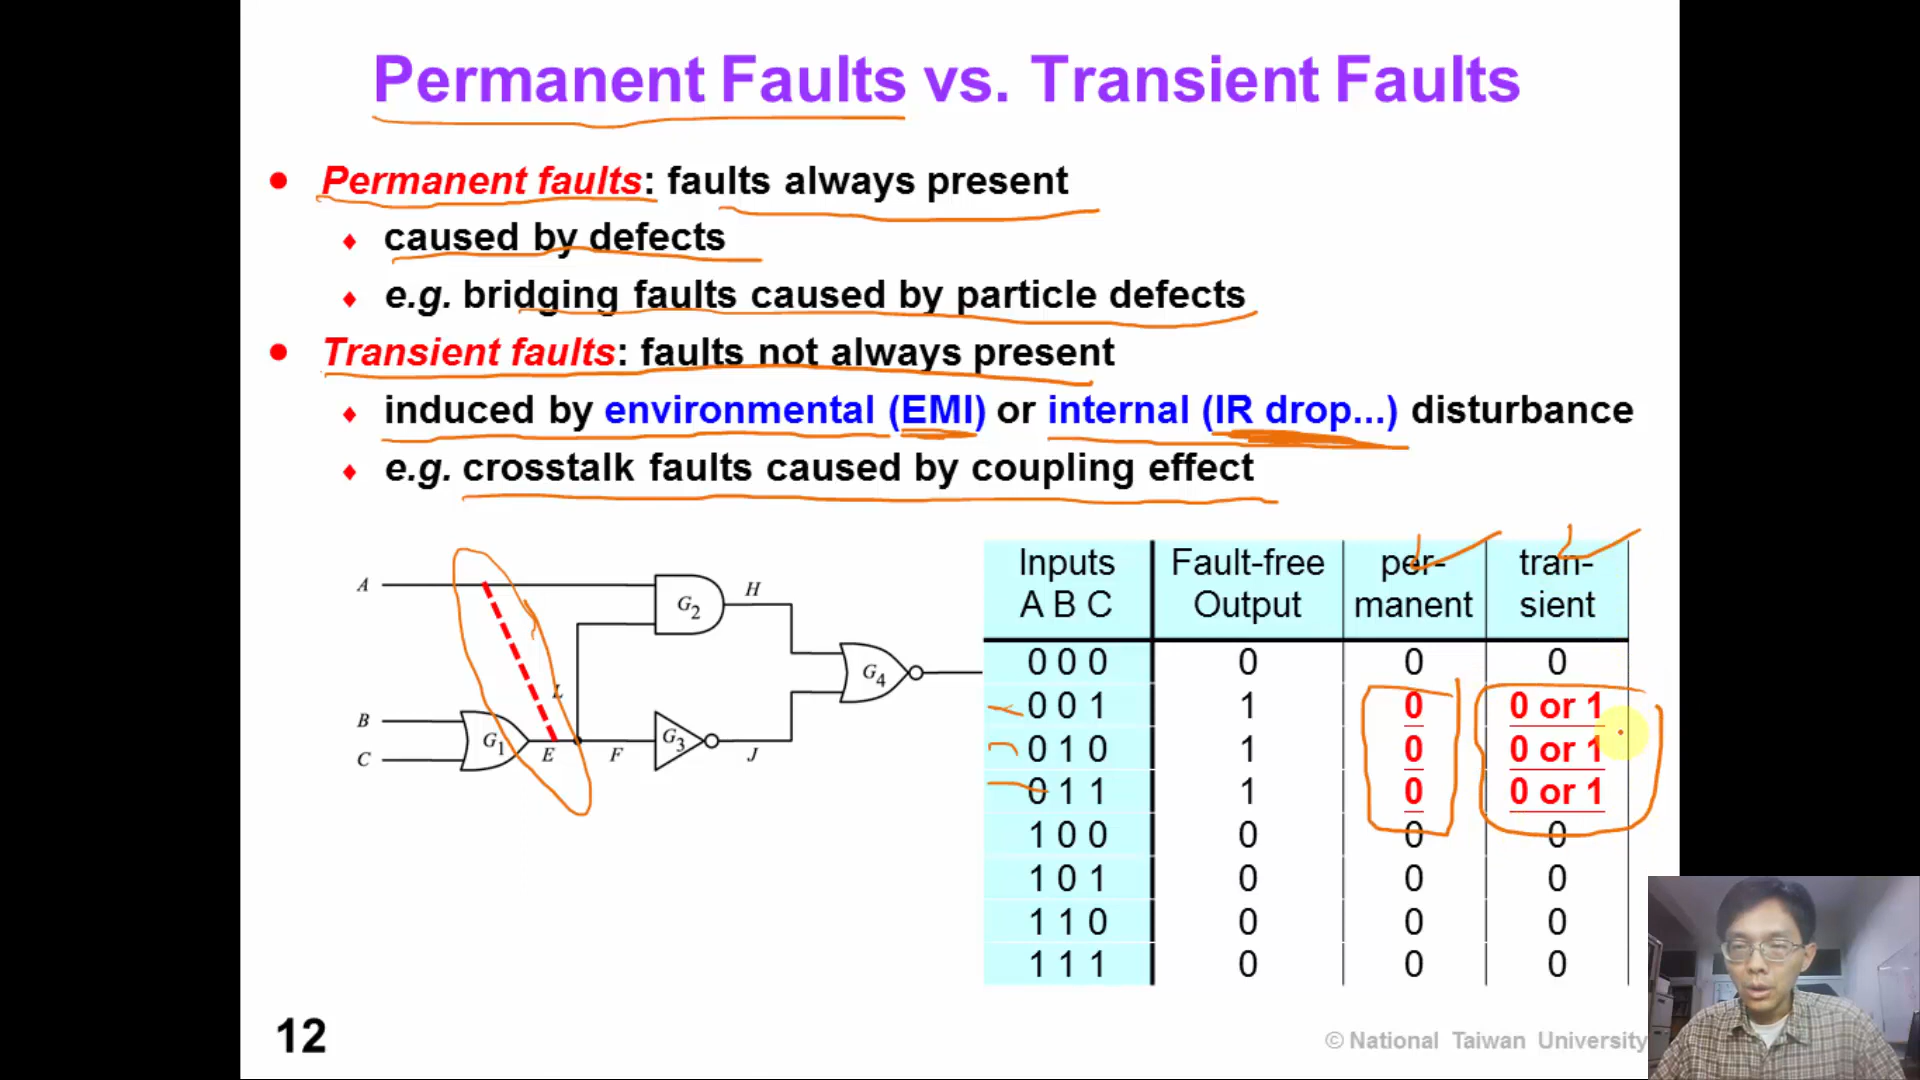 Permanent Faults vs. Transient Faults
Permanent faults: faults always present
caused by defects
e.g. bridging faults caused by particle defects
Transient faults: faults not always present
induced by environmental (EMI) or internal (IR drop...) disturbance
e.g. crosstalk faults caused by coupling effect
A
B
C
G1
E
L
F
G2
G3
H
J
G4
Inputs Fault-free per- tran-
A B C Output manent sient
0 0 0 0 0 0
0 0 1 1 0 0 or 1
0 1 0 1 0 0 or 1
0 1 1 1 0 0 or 1
1 0 0 0 0 0
1 0 1 0 0 0
1 1 0 0 0 0
1 1 1 0 0 0
12
© National Taiwan University